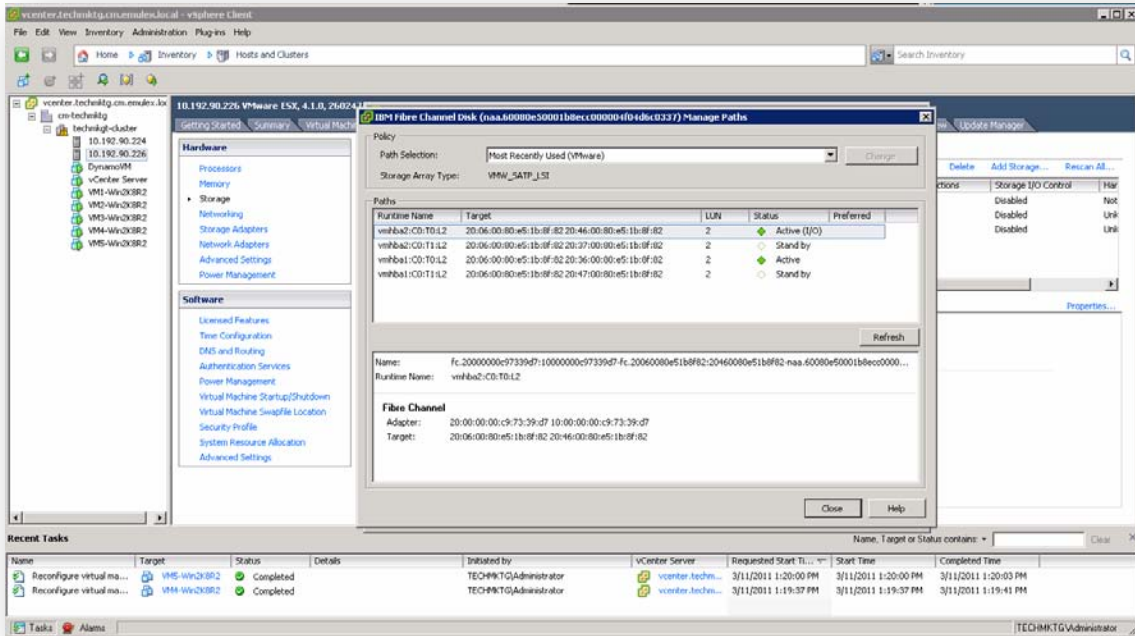 vcenter.techmktg.cm.emulex.local - vSphere Client
File Edit View Inventory Administration Plug-ins Help
Home Inventory Hosts and Clusters
Search Inventory
vcenter.techmktg.cm.emulex.loc
cm-techmktg
techmkgt-cluster
10.192.90.224
10.192.90.226
DynamoVM
vCenter Server
VM1-Win2K8R2
VM2-Win2K8R2
VM3-Win2K8R2
VM4-Win2K8R2
VM5-Win2K8R2
10.192.90.226 VMware ESX, 4.1.0, 26024
Getting Started Summary Virtual Machi
Update Manager
Hardware
Processors
Memory
Storage
Networking
Storage Adapters
Network Adapters
Advanced Settings
Power Management
Software
Licensed Features
Time Configuration
DNS and Routing
Authentication Services
Power Management
Virtual Machine Startup/Shutdown
Virtual Machine Swapfile Location
Security Profile
System Resource Allocation
Advanced Settings
IBM Fibre Channel Disk (naa.60080e50001b8ecc000004f04d6c0337) Manage Paths
Policy
Path Selection: Most Recently Used (VMware) Change
Storage Array Type: VMW_SATP_LSI
Paths
Runtime Name Target LUN Status Preferred
vmhba2:C0:T0:L2 20:06:00:80:e5:1b:8f:82 20:46:00:80:e5:1b:8f:82 2 Active (I/O)
vmhba2:C0:T1:L2 20:06:00:80:e5:1b:8f:82 20:37:00:80:e5:1b:8f:82 2 Stand by
vmhba1:C0:T0:L2 20:06:00:80:e5:1b:8f:82 20:36:00:80:e5:1b:8f:82 2 Active
vmhba1:C0:T1:L2 20:06:00:80:e5:1b:8f:82 20:47:00:80:e5:1b:8f:82 2 Stand by
Refresh
Name: fc.20000000c97339d7:10000000c97339d7-fc.20060080e51b8f82:20460080e51b8f82-naa.60080e50001b8ecc0000...
Runtime Name: vmhba2:C0:T0:L2
Fibre Channel
Adapter: 20:00:00:00:c9:73:39:d7 10:00:00:00:c9:73:39:d7
Target: 20:06:00:80:e5:1b:8f:82 20:46:00:80:e5:1b:8f:82
Close Help
Delete Add Storage... Rescan All...
ctions Storage I/O Control Har
Disabled Not
Disabled Unk
Disabled Unk
Properties...
Recent Tasks
Name, Target or Status contains: Clear
Name Target Status Details Initiated by vCenter Server Requested Start Ti... Start Time Completed Time
Reconfigure virtual ma... VM5-Win2K8R2 Completed TECHMKTG\Administrator vcenter.techm... 3/11/2011 1:20:00 PM 3/11/2011 1:20:00 PM 3/11/2011 1:20:03 PM
Reconfigure virtual ma... VM4-Win2K8R2 Completed TECHMKTG\Administrator vcenter.techm... 3/11/2011 1:19:37 PM 3/11/2011 1:19:37 PM 3/11/2011 1:19:41 PM
Tasks Alarms
TECHMKTG\Administrator